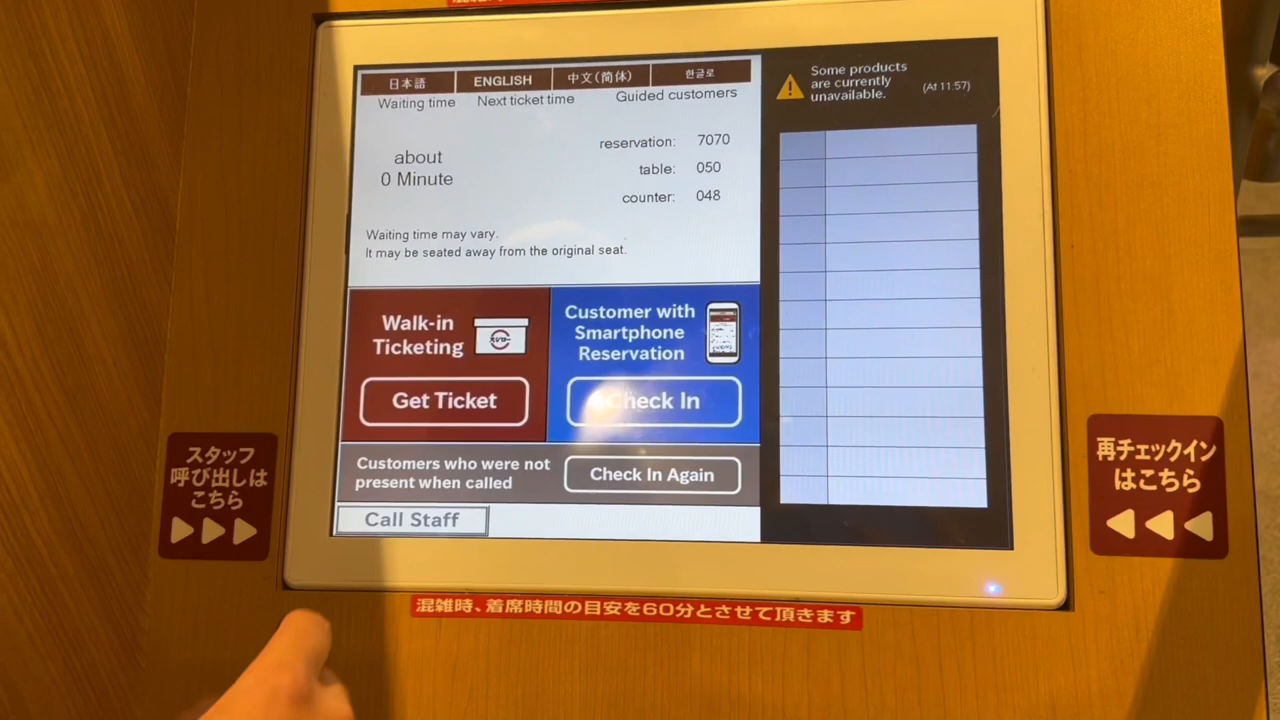 日本語
ENGLISH
中文(简体)
한글로
Waiting time
Next ticket time
Guided customers
about
0 Minute
reservation: 7070
table: 050
counter: 048
Waiting time may vary.
It may be seated away from the original seat.
Some products
are currently
unavailable.
(At 11:57)
Walk-in
Ticketing
スシロー
Get Ticket
Customer with
Smartphone
Reservation
Check In
Customers who were not
present when called
Check In Again
Call Staff
スタッフ
呼び出しは
こちら
再チェックイン
はこちら
混雑時、着席時間の目安を60分とさせて頂きます